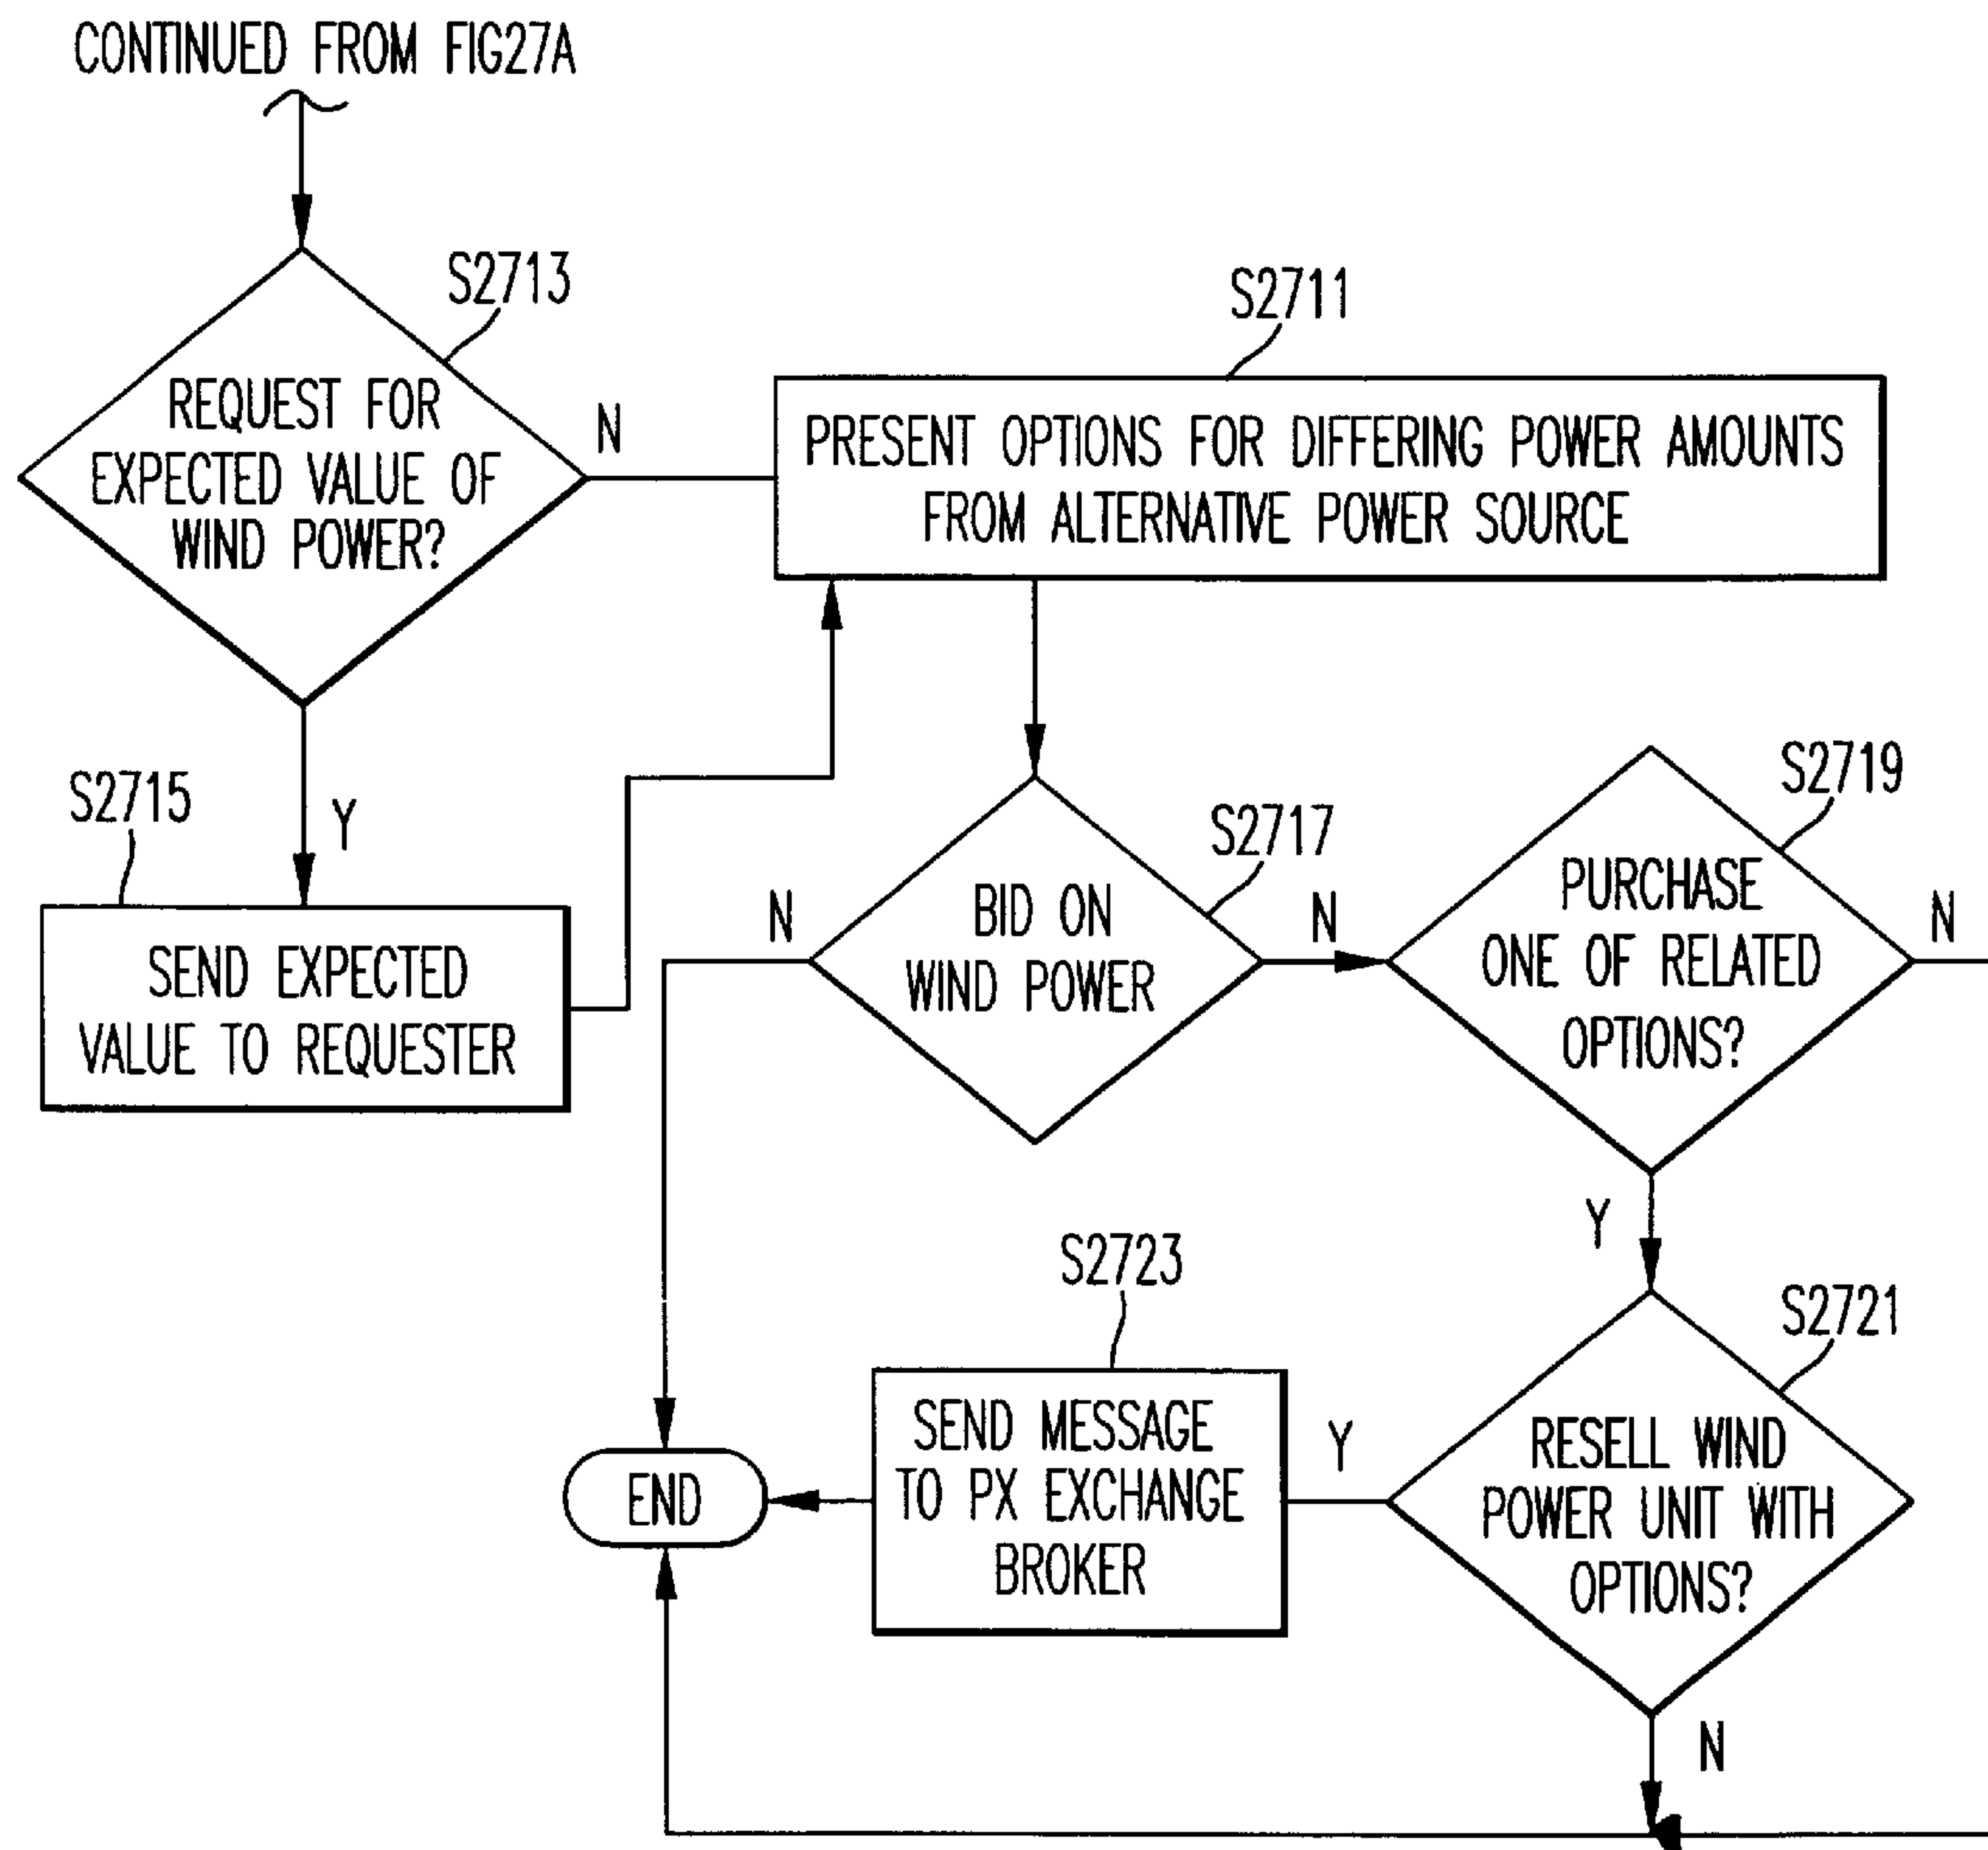 CONTINUED FROM FIG27A
S2713
REQUEST FOR
EXPECTED VALUE OF
WIND POWER?
N
Y
S2711
PRESENT OPTIONS FOR DIFFERING POWER AMOUNTS
FROM ALTERNATIVE POWER SOURCE
S2715
SEND EXPECTED
VALUE TO REQUESTER
S2717
BID ON
WIND POWER
N
N
S2719
PURCHASE
ONE OF RELATED
OPTIONS?
N
Y
S2721
RESELL WIND
POWER UNIT WITH
OPTIONS?
Y
N
S2723
SEND MESSAGE
TO PX EXCHANGE
BROKER
END